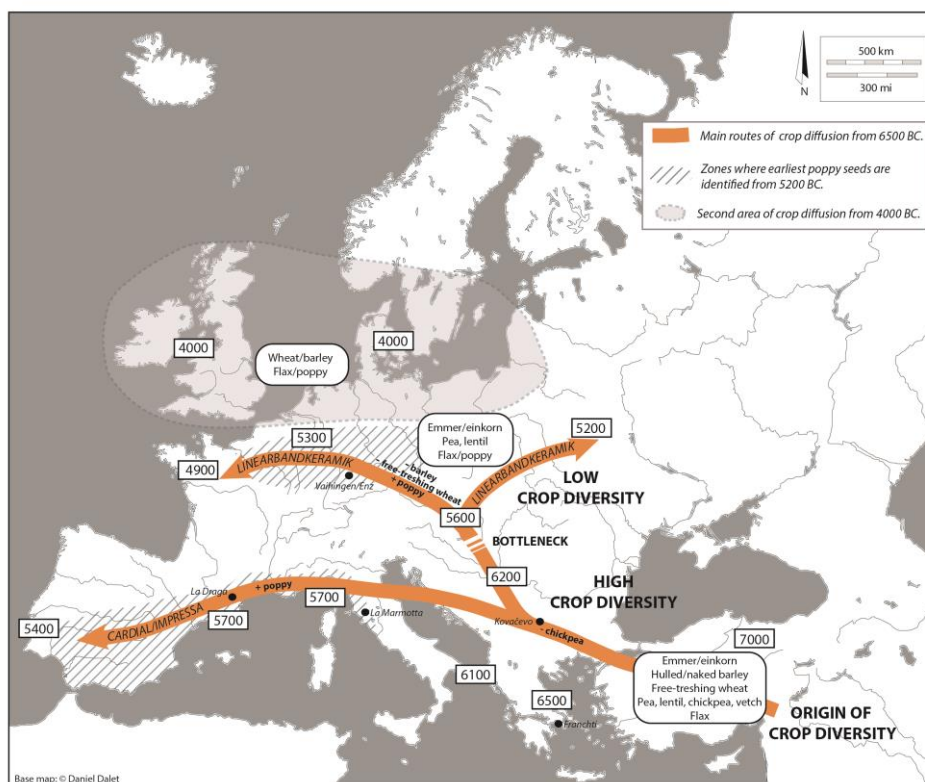 500 km
300 mi
N
Main routes of crop diffusion from 6500 BC.
Zones where earliest poppy seeds are
identified from 5200 BC.
Second area of crop diffusion from 4000 BC.
4000
4000
Wheat/barley
Flax/poppy
Emmer/einkorn
Pea, lentil
Flax/poppy
5300
5200
4900
LINEARBANDKERAMIK
- barley
- free-treshing wheat
+ poppy
LINEARBANDKERAMIK
Vaihingen/Enz
LOW
CROP DIVERSITY
5600
BOTTLENECK
6200
HIGH
CROP DIVERSITY
+ poppy
La Draga
5700
5700
La Marmotta
Kovačevo
- chickpea
5400
CARDIAL/IMPRESSA
7000
6100
6500
Franchti
Emmer/einkorn
Hulled/naked barley
Free-treshing wheat
Pea, lentil, chickpea, vetch
Flax
ORIGIN OF
CROP DIVERSITY
Base map: © Daniel Dalet